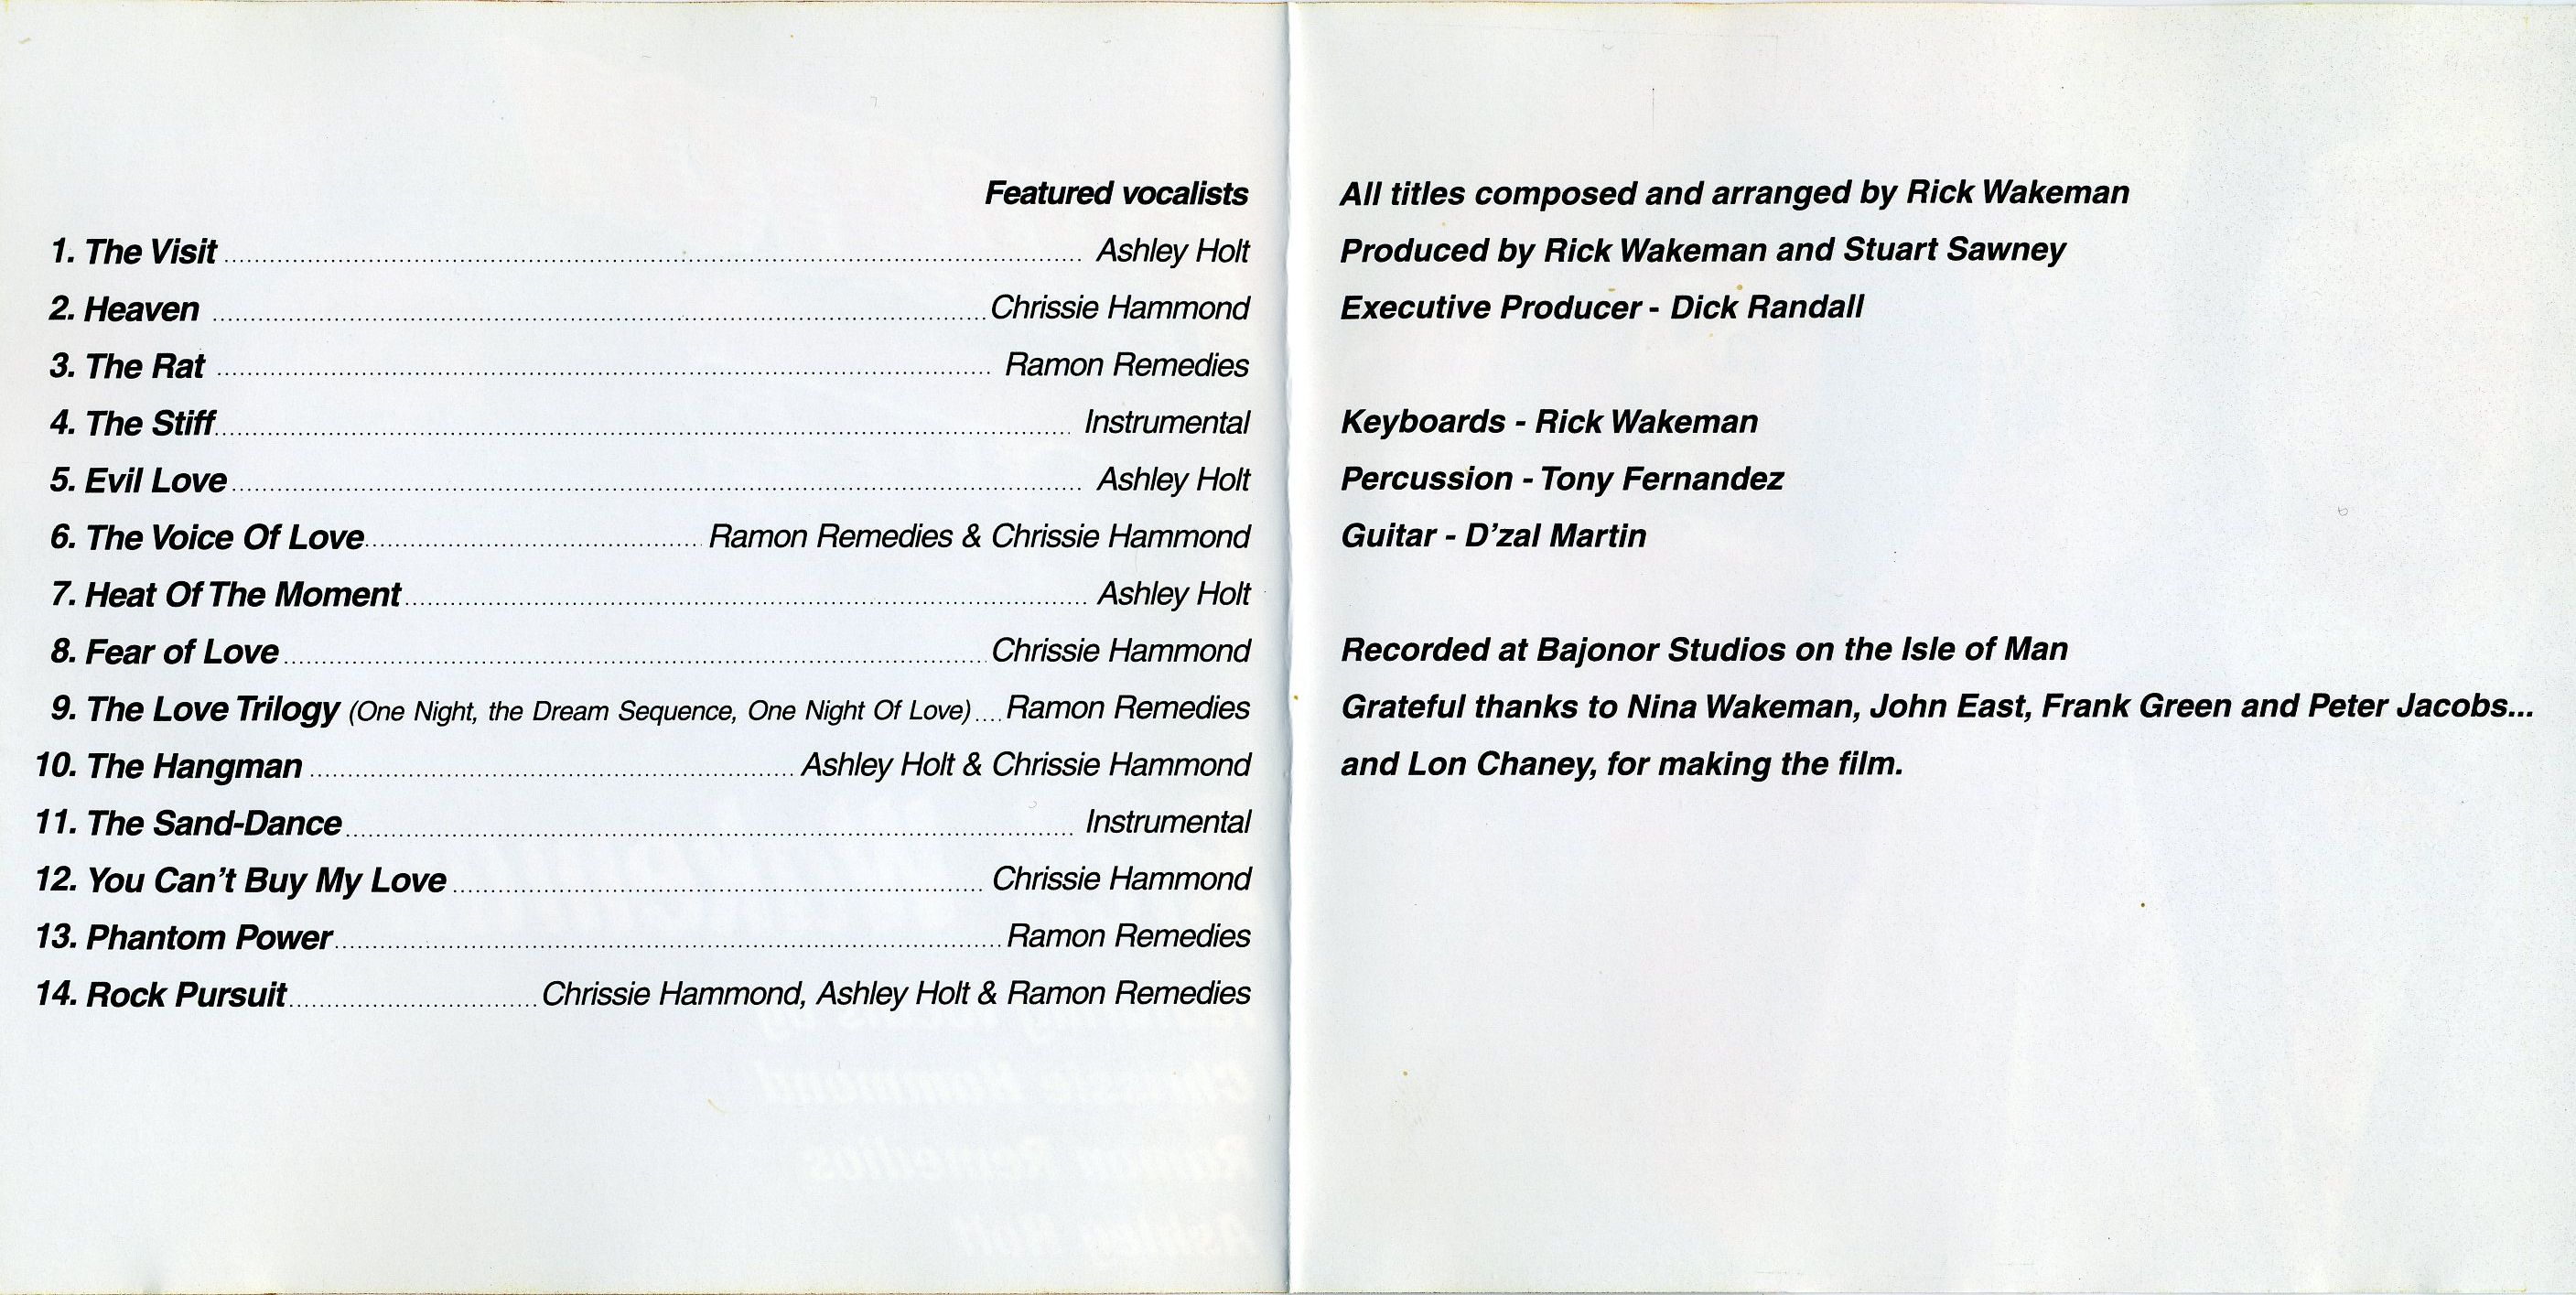 Featured vocalists
1. The Visit ........ Ashley Holt
2. Heaven ........ Chrissie Hammond
3. The Rat ........ Ramon Remedies
4. The Stiff ........ Instrumental
5. Evil Love ........ Ashley Holt
6. The Voice Of Love ........ Ramon Remedies & Chrissie Hammond
7. Heat Of The Moment ........ Ashley Holt
8. Fear of Love ........ Chrissie Hammond
9. The Love Trilogy (One Night, the Dream Sequence, One Night Of Love) .... Ramon Remedies
10. The Hangman ........ Ashley Holt & Chrissie Hammond
11. The Sand-Dance ........ Instrumental
12. You Can't Buy My Love ........ Chrissie Hammond
13. Phantom Power ........ Ramon Remedies
14. Rock Pursuit ........ Chrissie Hammond, Ashley Holt & Ramon Remedies
All titles composed and arranged by Rick Wakeman
Produced by Rick Wakeman and Stuart Sawney
Executive Producer - Dick Randall
Keyboards - Rick Wakeman
Percussion - Tony Fernandez
Guitar - D'zal Martin
Recorded at Bajonor Studios on the Isle of Man
Grateful thanks to Nina Wakeman, John East, Frank Green and Peter Jacobs...
and Lon Chaney, for making the film.